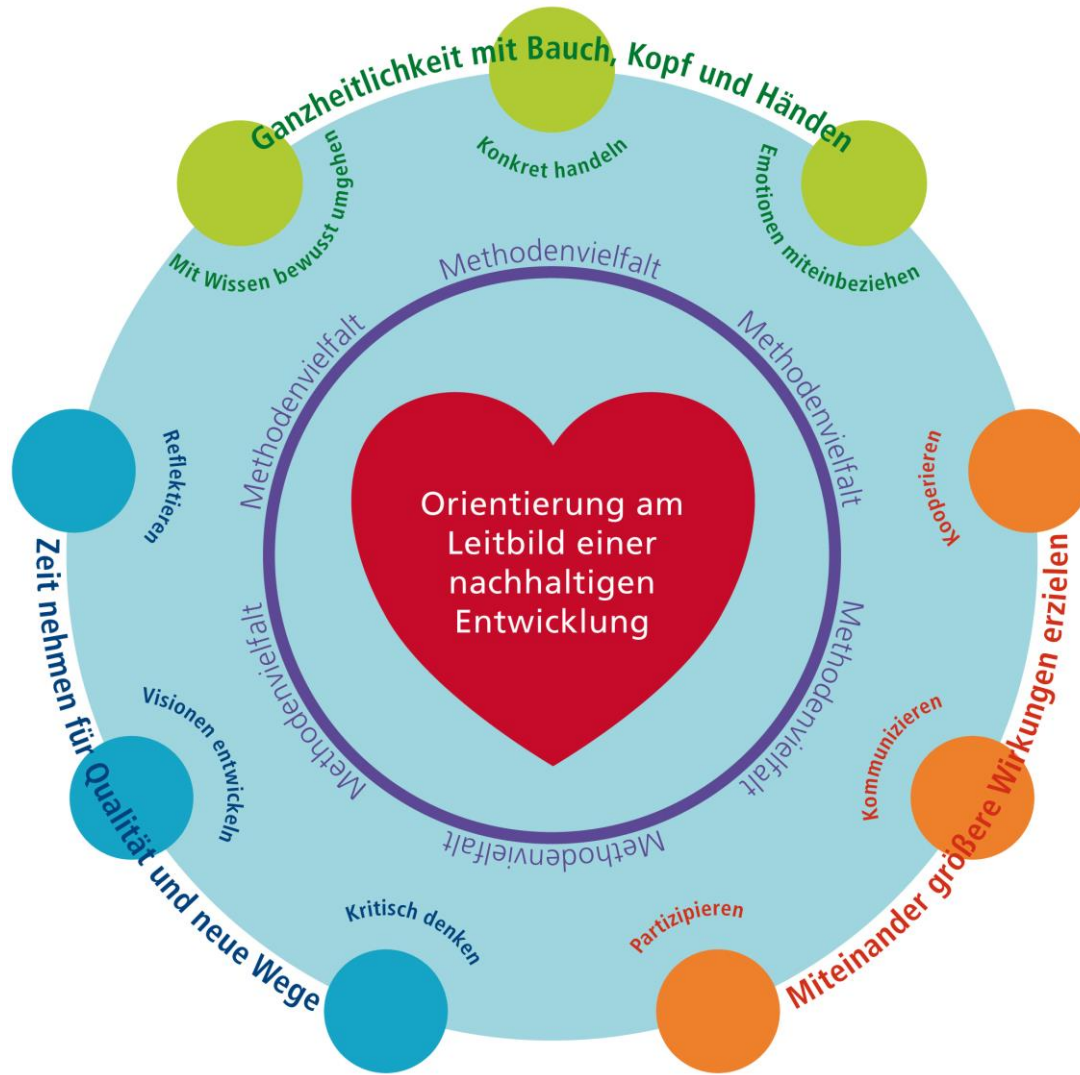 Ganzheitlichkeit mit Bauch, Kopf und Händen
Mit Wissen bewusst umgehen
Konkret handeln
Emotionen miteinbeziehen
Methodenvielfalt
Methodenvielfalt
Methodenvielfalt
Methodenvielfalt
Methodenvielfalt
Methodenvielfalt
Methodenvielfalt
Orientierung am
Leitbild einer
nachhaltigen
Entwicklung
Miteinander größere Wirkungen erzielen
Kooperieren
Kommunizieren
Partizipieren
Zeit nehmen für Qualität und neue Wege
Reflektieren
Visionen entwickeln
Kritisch denken